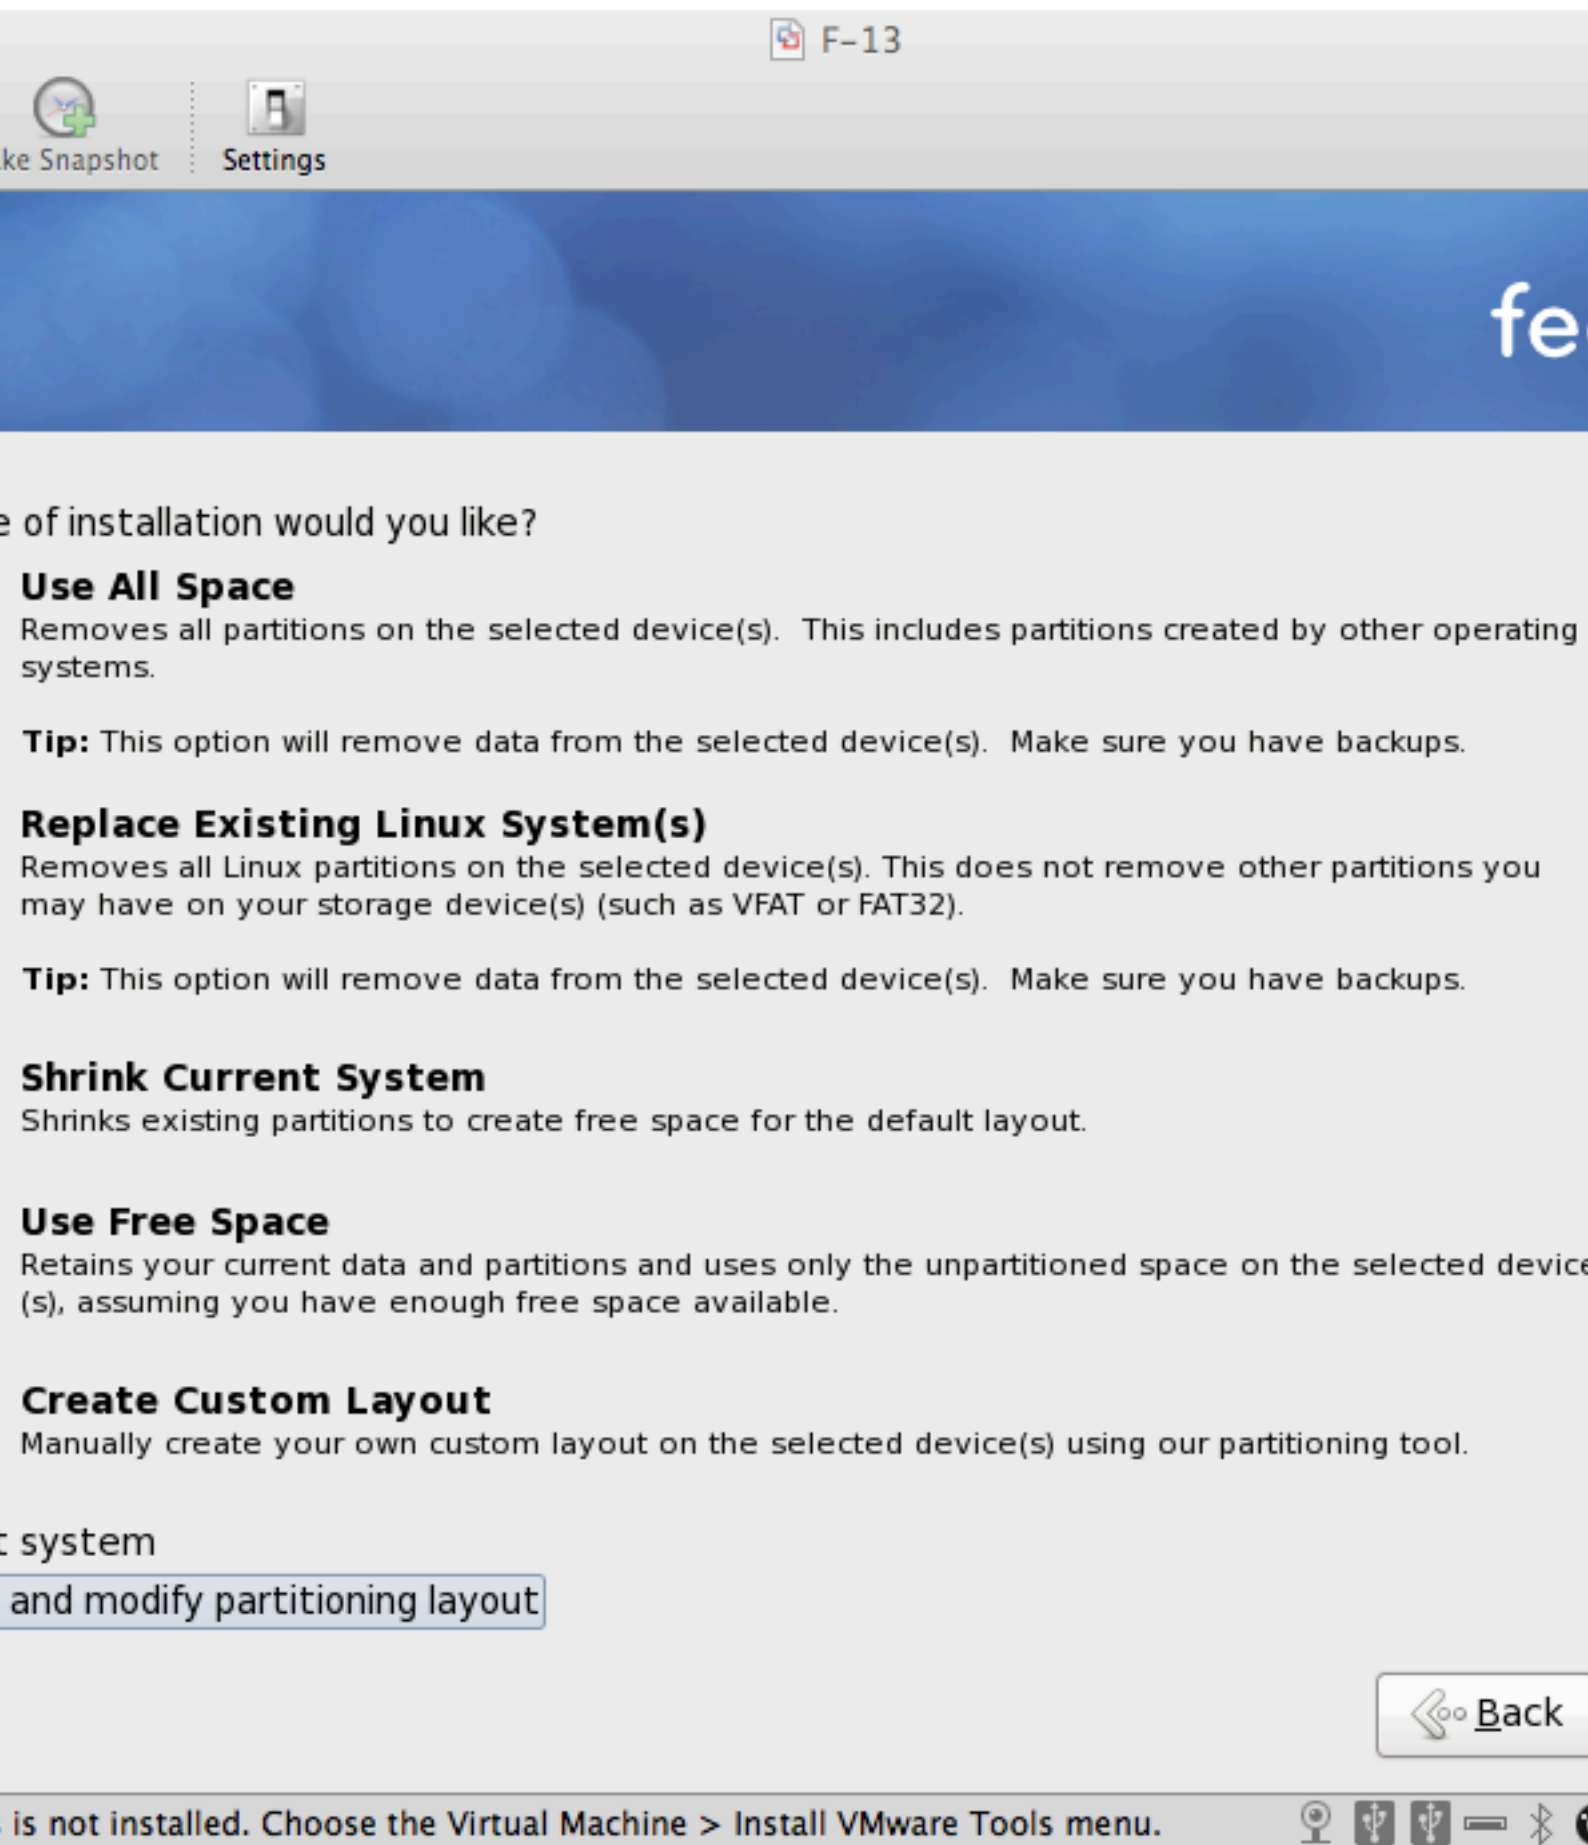 F-13
ke Snapshot
Settings
fe
e of installation would you like?
Use All Space
Removes all partitions on the selected device(s).  This includes partitions created by other operating
systems.
Tip: This option will remove data from the selected device(s).  Make sure you have backups.
Replace Existing Linux System(s)
Removes all Linux partitions on the selected device(s). This does not remove other partitions you
may have on your storage device(s) (such as VFAT or FAT32).
Tip: This option will remove data from the selected device(s).  Make sure you have backups.
Shrink Current System
Shrinks existing partitions to create free space for the default layout.
Use Free Space
Retains your current data and partitions and uses only the unpartitioned space on the selected device
(s), assuming you have enough free space available.
Create Custom Layout
Manually create your own custom layout on the selected device(s) using our partitioning tool.
t system
and modify partitioning layout
Back
is not installed. Choose the Virtual Machine > Install VMware Tools menu.